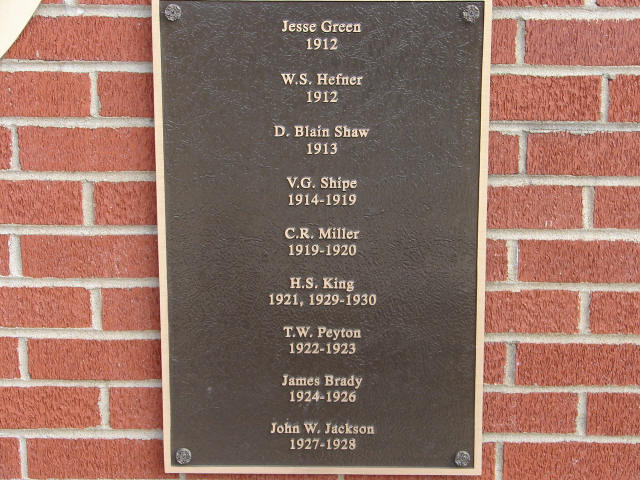 Jesse Green
1912
W.S. Hefner
1912
D. Blain Shaw
1913
V.G. Shipe
1914-1919
C.R. Miller
1919-1920
H.S. King
1921, 1929-1930
T.W. Peyton
1922-1923
James Brady
1924-1926
John W. Jackson
1927-1928